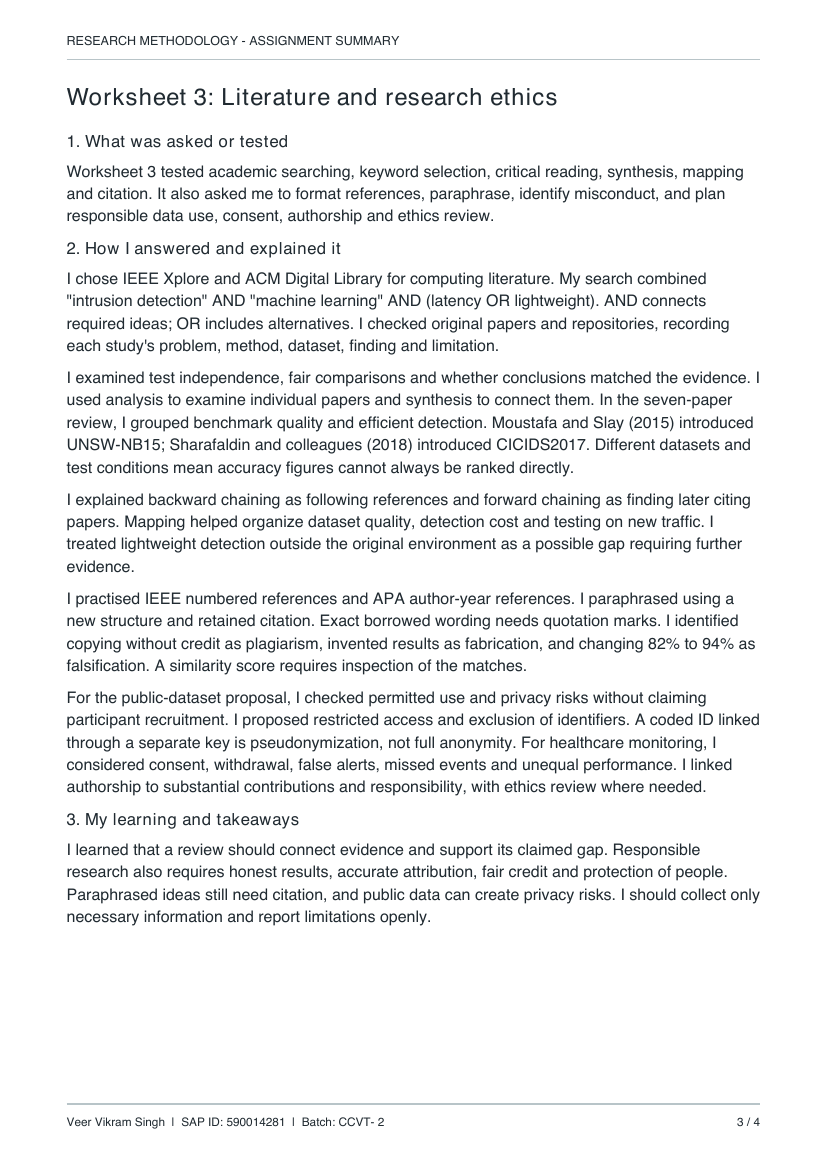 RESEARCH METHODOLOGY - ASSIGNMENT SUMMARY
Worksheet 3: Literature and research ethics
1. What was asked or tested
Worksheet 3 tested academic searching, keyword selection, critical reading, synthesis, mapping
and citation. It also asked me to format references, paraphrase, identify misconduct, and plan
responsible data use, consent, authorship and ethics review.
2. How I answered and explained it
I chose IEEE Xplore and ACM Digital Library for computing literature. My search combined
"intrusion detection" AND "machine learning" AND (latency OR lightweight). AND connects
required ideas; OR includes alternatives. I checked original papers and repositories, recording
each study's problem, method, dataset, finding and limitation.
I examined test independence, fair comparisons and whether conclusions matched the evidence. I
used analysis to examine individual papers and synthesis to connect them. In the seven-paper
review, I grouped benchmark quality and efficient detection. Moustafa and Slay (2015) introduced
UNSW-NB15; Sharafaldin and colleagues (2018) introduced CICIDS2017. Different datasets and
test conditions mean accuracy figures cannot always be ranked directly.
I explained backward chaining as following references and forward chaining as finding later citing
papers. Mapping helped organize dataset quality, detection cost and testing on new traffic. I
treated lightweight detection outside the original environment as a possible gap requiring further
evidence.
I practised IEEE numbered references and APA author-year references. I paraphrased using a
new structure and retained citation. Exact borrowed wording needs quotation marks. I identified
copying without credit as plagiarism, invented results as fabrication, and changing 82% to 94% as
falsification. A similarity score requires inspection of the matches.
For the public-dataset proposal, I checked permitted use and privacy risks without claiming
participant recruitment. I proposed restricted access and exclusion of identifiers. A coded ID linked
through a separate key is pseudonymization, not full anonymity. For healthcare monitoring, I
considered consent, withdrawal, false alerts, missed events and unequal performance. I linked
authorship to substantial contributions and responsibility, with ethics review where needed.
3. My learning and takeaways
I learned that a review should connect evidence and support its claimed gap. Responsible
research also requires honest results, accurate attribution, fair credit and protection of people.
Paraphrased ideas still need citation, and public data can create privacy risks. I should collect only
necessary information and report limitations openly.
Veer Vikram Singh | SAP ID: 590014281 | Batch: CCVT- 2
3 / 4